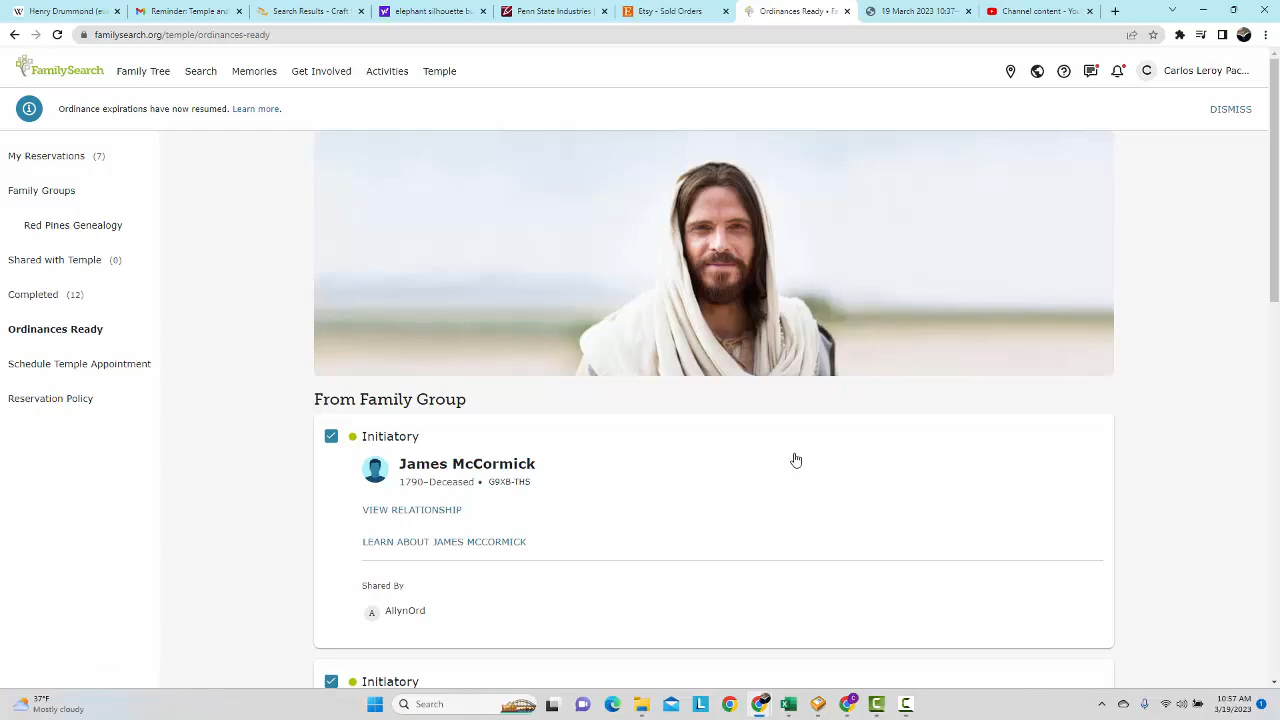 Henry Drummond (eva
Reminder: Temple and
Search Results - Craft
elephant silhouette b
Penn State Industries |
Etsy - Sold Orders
Ordinances Ready • Fa
19 March 2023 10:37-
Channel content - You
familysearch.org/temple/ordinances-ready
FamilySearch
Family Tree
Search
Memories
Get Involved
Activities
Temple
C
Carlos Leroy Pac...
Ordinance expirations have now resumed. Learn more.
DISMISS
My Reservations (7)
Family Groups
Red Pines Genealogy
Shared with Temple (0)
Completed (12)
Ordinances Ready
Schedule Temple Appointment
Reservation Policy
From Family Group
Initiatory
James McCormick
1790–Deceased • G9XB-TH5
VIEW RELATIONSHIP
LEARN ABOUT JAMES MCCORMICK
Shared By
A AllynOrd
Initiatory
37°F
Mostly cloudy
Search
10:57 AM
3/19/2023